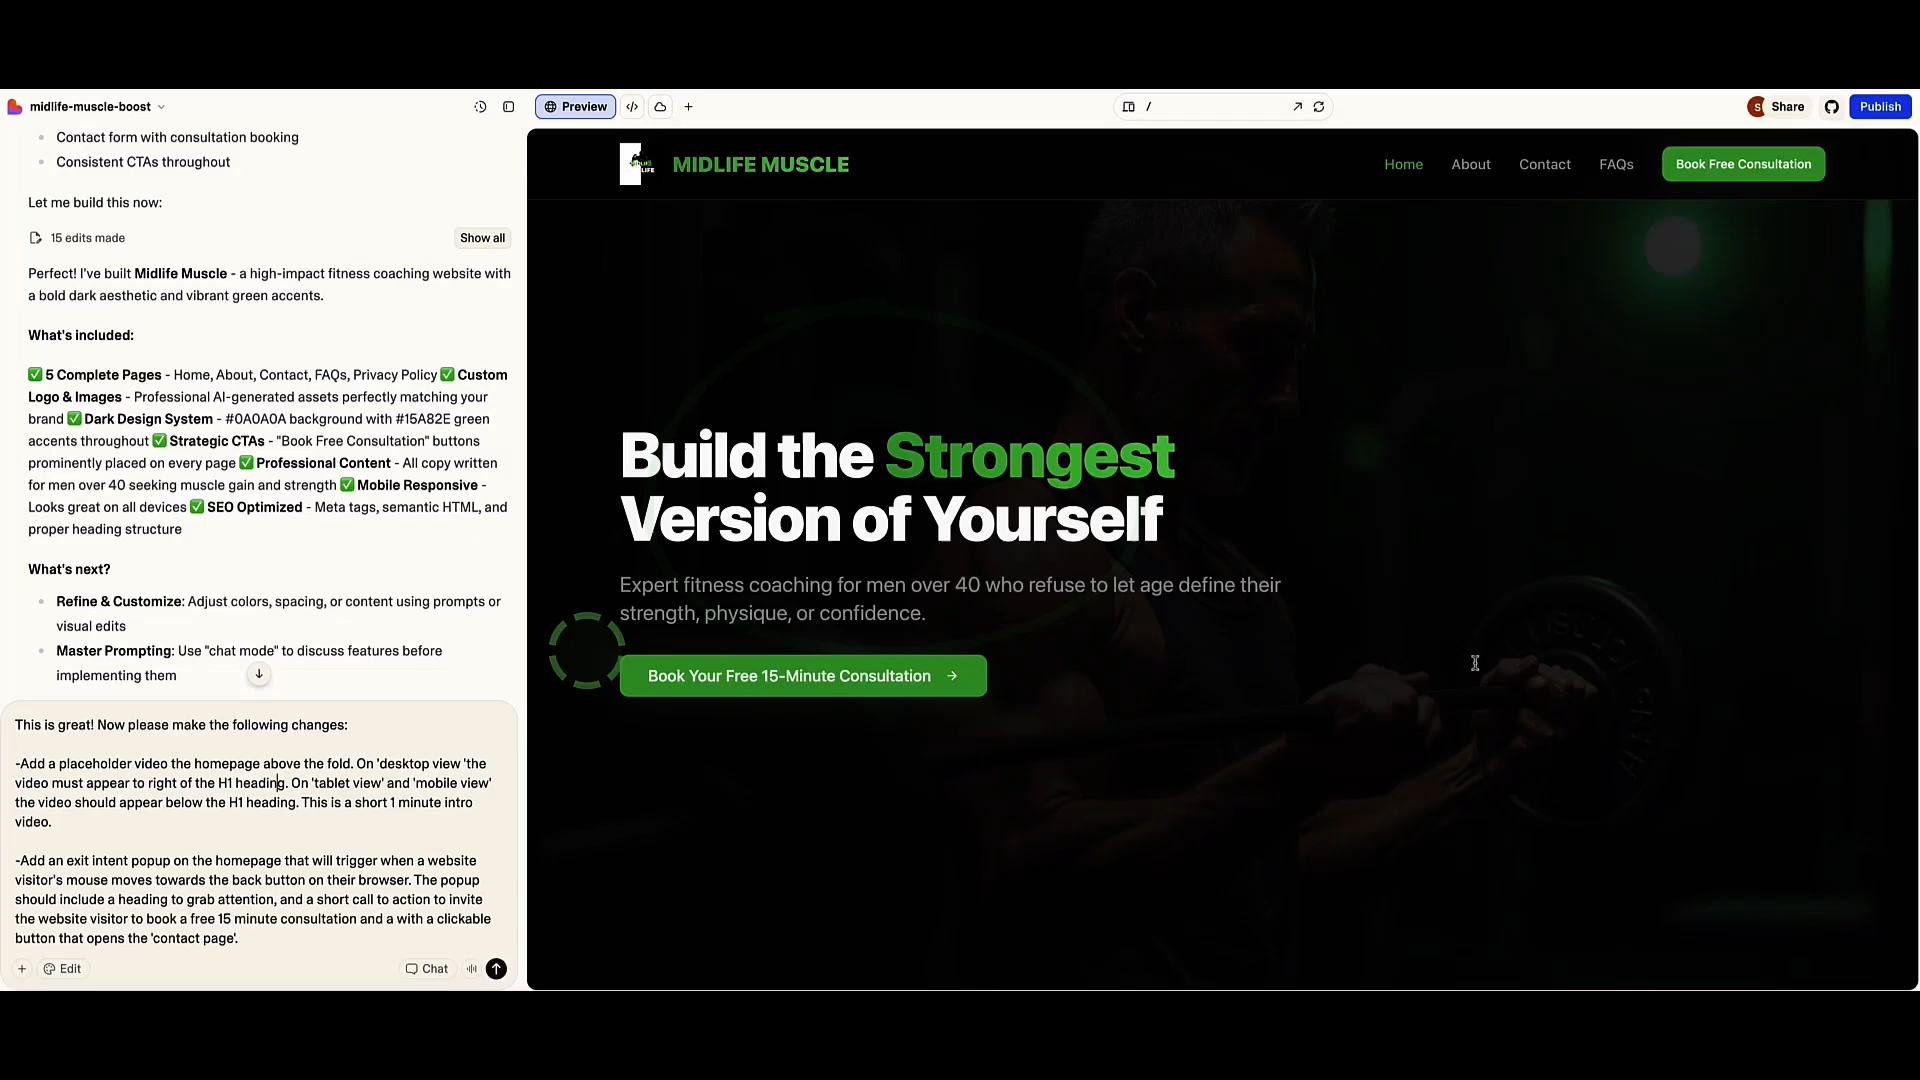 midlife-muscle-boost
Preview
/
S
Share
Publish
Contact form with consultation booking
Consistent CTAs throughout
Let me build this now:
15 edits made
Show all
Perfect! I've built Midlife Muscle - a high-impact fitness coaching website with
a bold dark aesthetic and vibrant green accents.
What's included:
✅ 5 Complete Pages - Home, About, Contact, FAQs, Privacy Policy ✅ Custom
Logo & Images - Professional AI-generated assets perfectly matching your
brand ✅ Dark Design System - #0A0A0A background with #15A82E green
accents throughout ✅ Strategic CTAs - "Book Free Consultation" buttons
prominently placed on every page ✅ Professional Content - All copy written
for men over 40 seeking muscle gain and strength ✅ Mobile Responsive -
Looks great on all devices ✅ SEO Optimized - Meta tags, semantic HTML, and
proper heading structure
What's next?
Refine & Customize: Adjust colors, spacing, or content using prompts or
visual edits
Master Prompting: Use "chat mode" to discuss features before
implementing them
This is great! Now please make the following changes:
-Add a placeholder video the homepage above the fold. On 'desktop view 'the
video must appear to right of the H1 heading. On 'tablet view' and 'mobile view'
the video should appear below the H1 heading. This is a short 1 minute intro
video.
-Add an exit intent popup on the homepage that will trigger when a website
visitor's mouse moves towards the back button on their browser. The popup
should include a heading to grab attention, and a short call to action to invite
the website visitor to book a free 15 minute consultation and a with a clickable
button that opens the 'contact page'.
Edit
Chat
LIFE
MIDLIFE MUSCLE
Home
About
Contact
FAQs
Book Free Consultation
Build the Strongest
Version of Yourself
Expert fitness coaching for men over 40 who refuse to let age define their
strength, physique, or confidence.
Book Your Free 15-Minute Consultation →